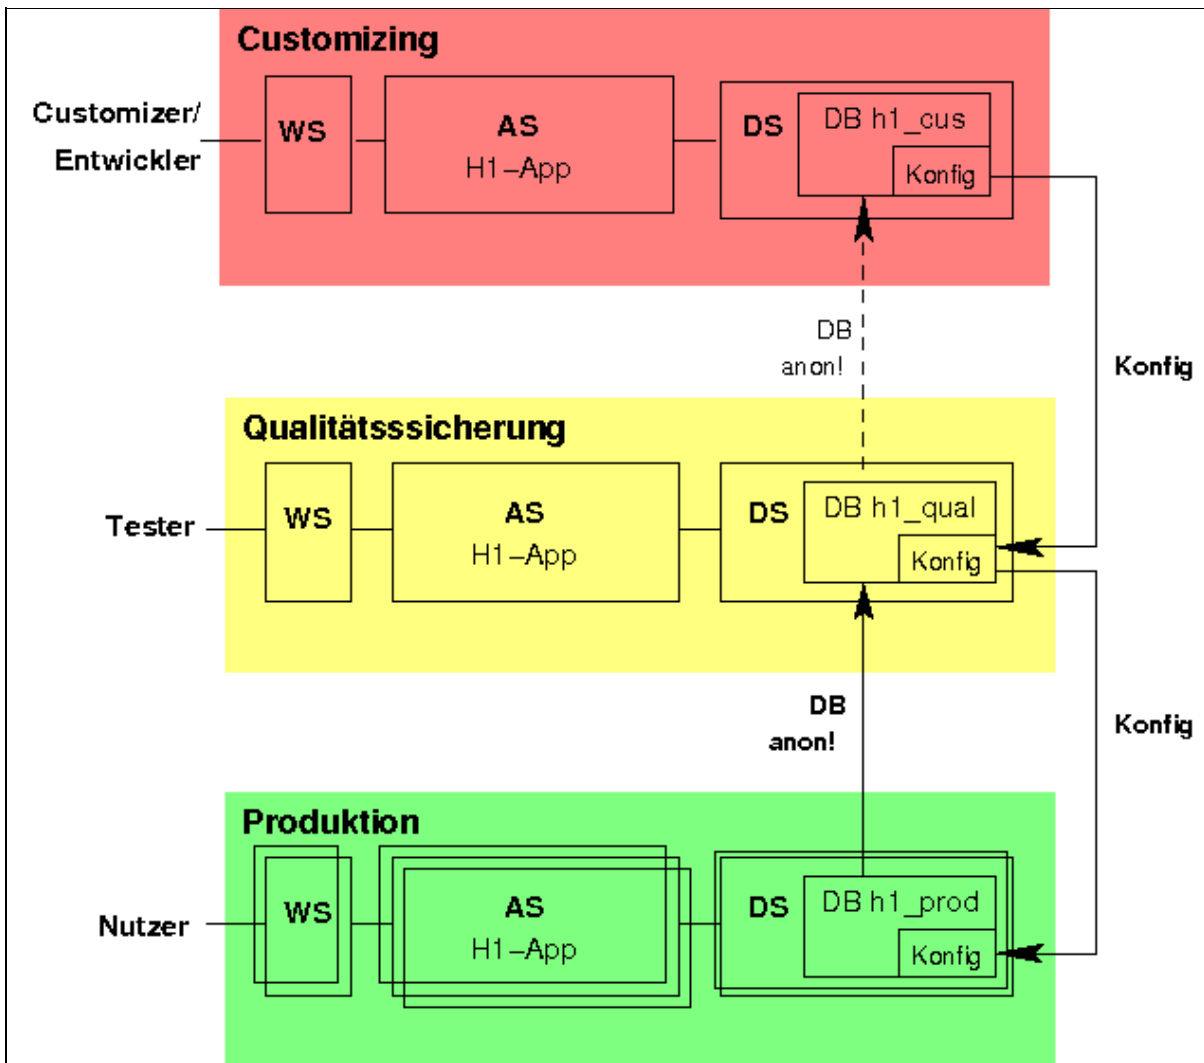 Customizing
Customizer/
Entwickler
WS
AS
H1-App
DS
DB h1_cus
Konfig
DB
anon!
Konfig
Qualitätsssicherung
Tester
WS
AS
H1-App
DS
DB h1_qual
Konfig
DB
anon!
Konfig
Produktion
Nutzer
WS
AS
H1-App
DS
DB h1_prod
Konfig